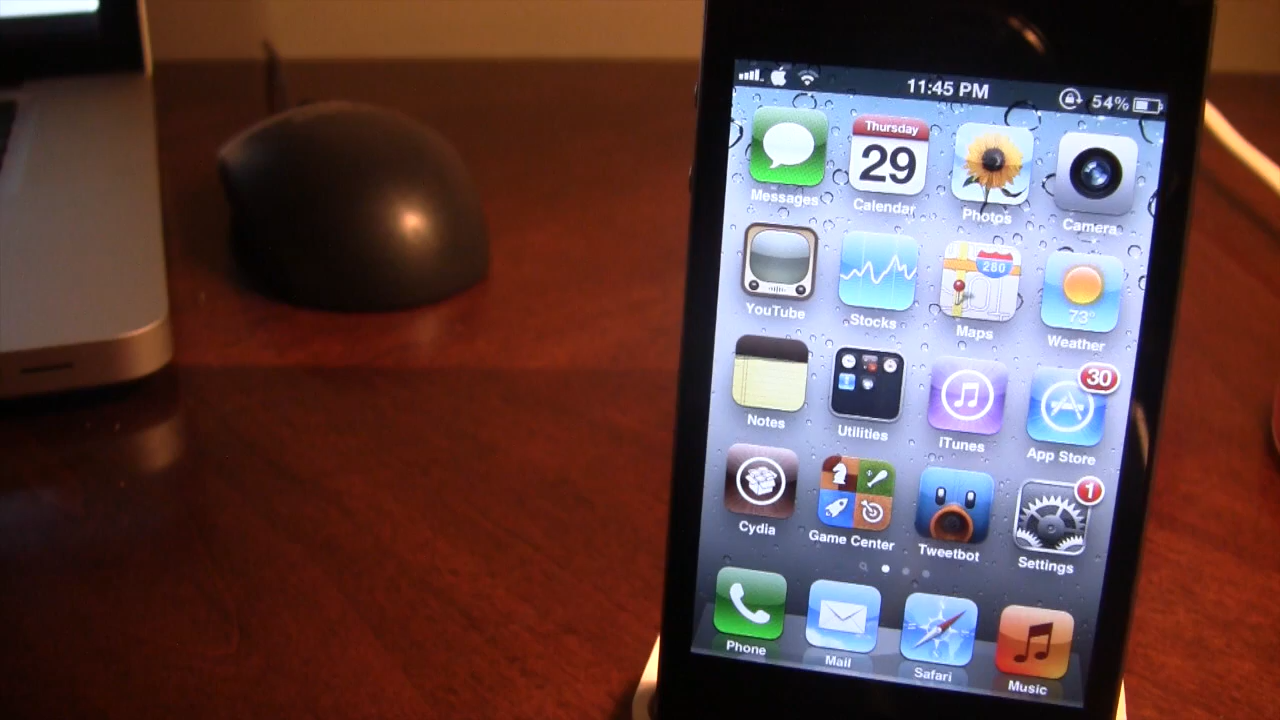 11:45 PM
54%
Thursday
29
Messages
Calendar
Photos
Camera
280
73°
YouTube
Stocks
Maps
Weather
30
Notes
Utilities
iTunes
App Store
1
Cydia
Game Center
Tweetbot
Settings
Phone
Mail
Safari
Music